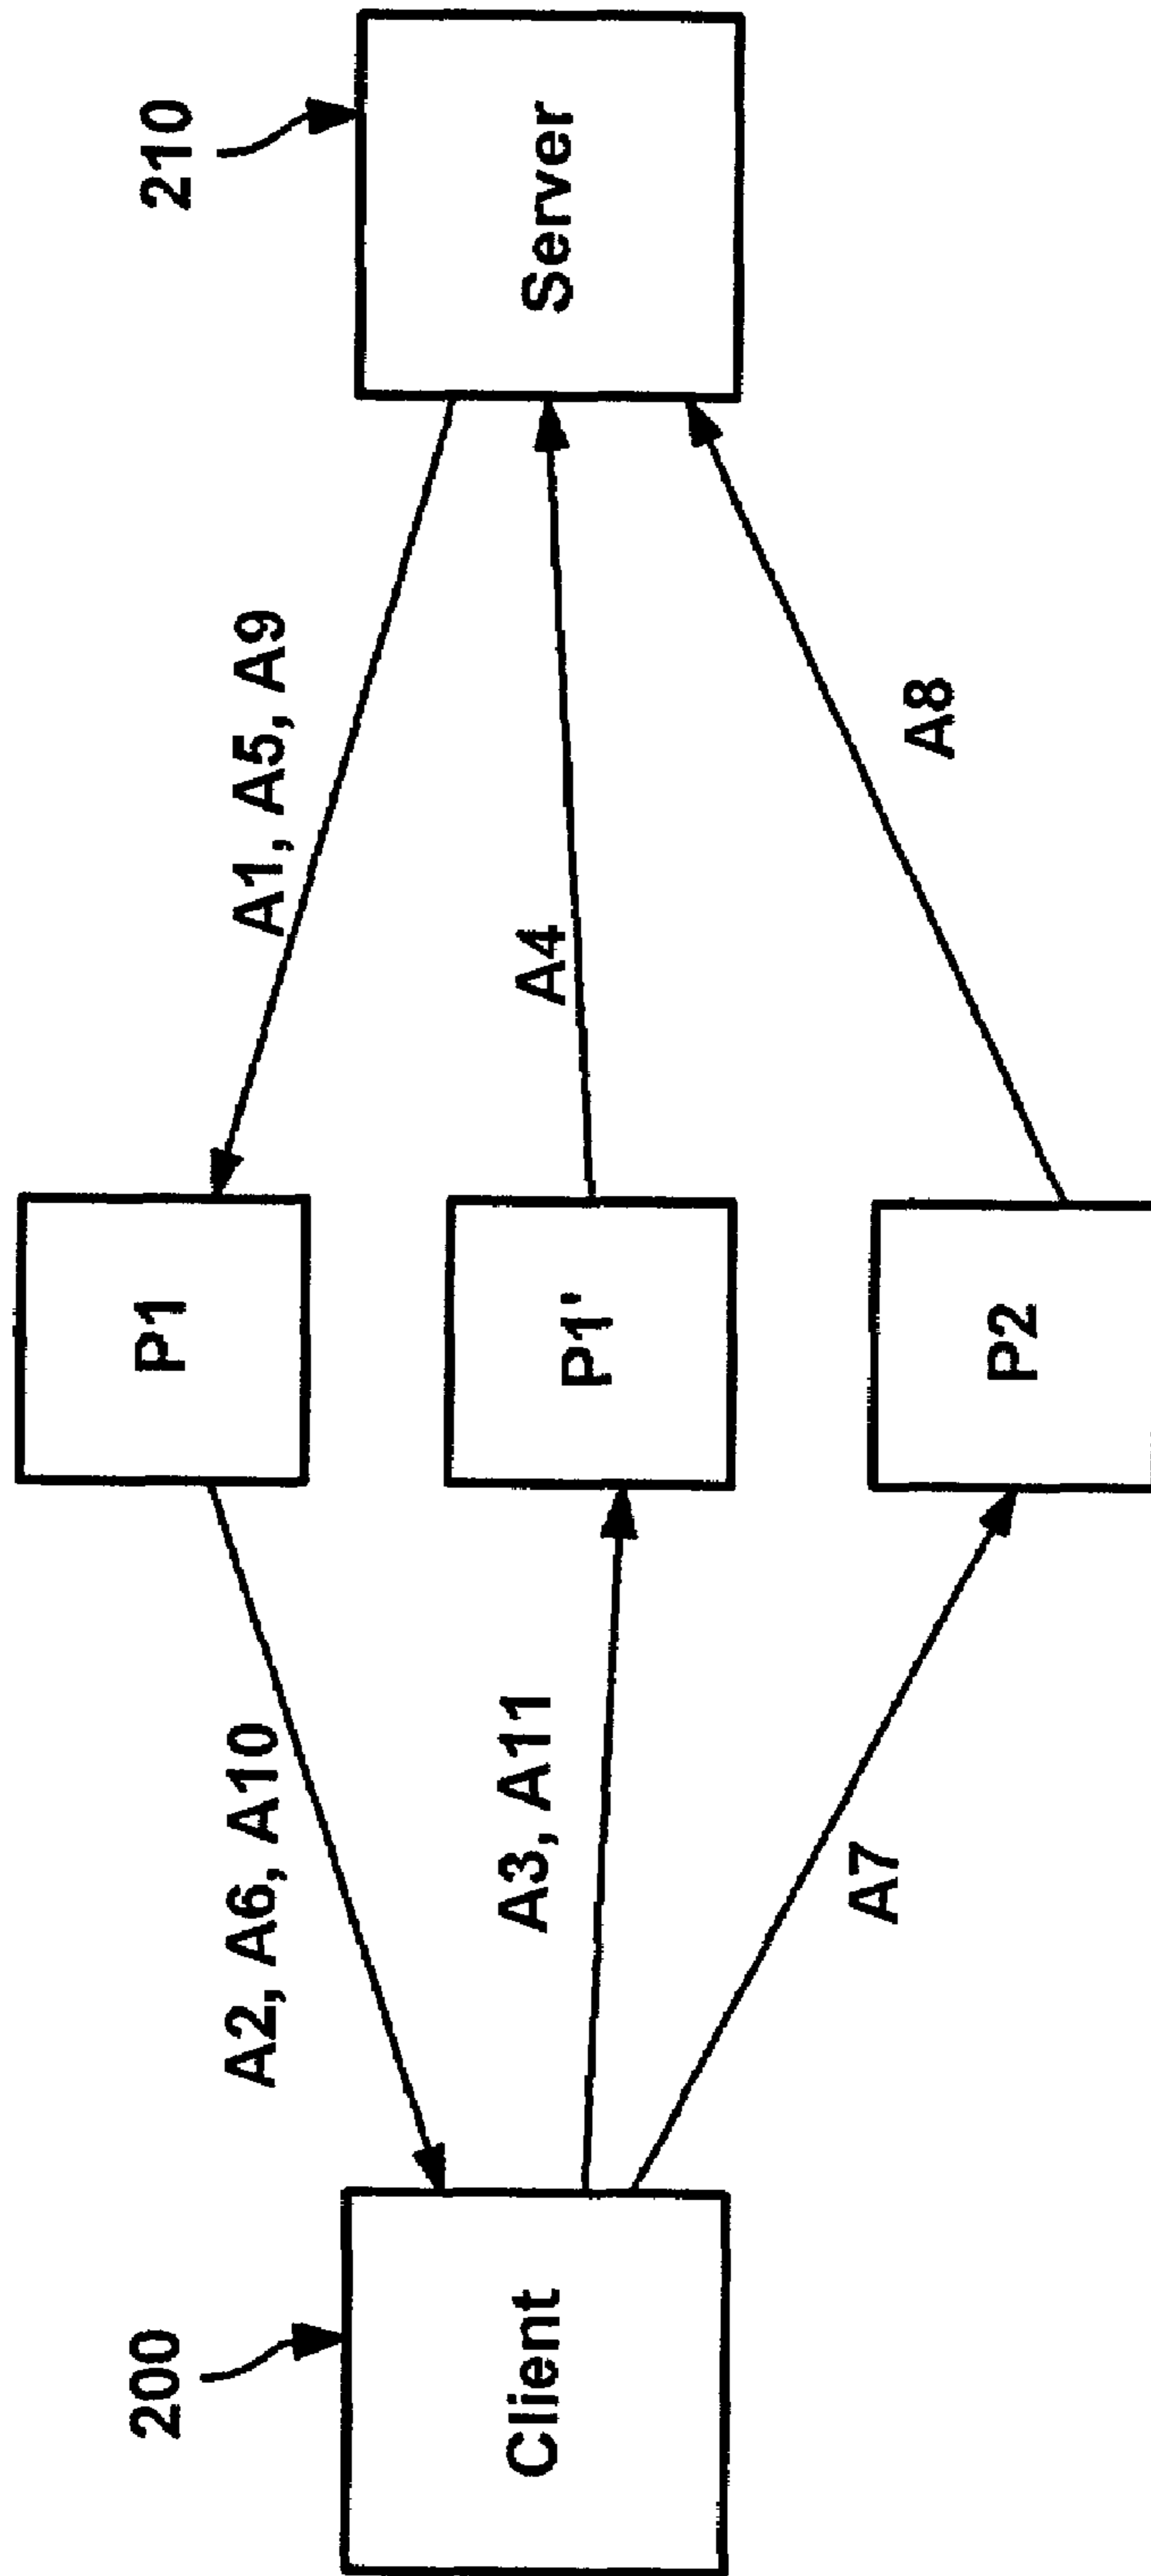 200
Client
A2, A6, A10
A3, A11
A7
P1
P1'
P2
A1, A5, A9
A4
A8
210
Server